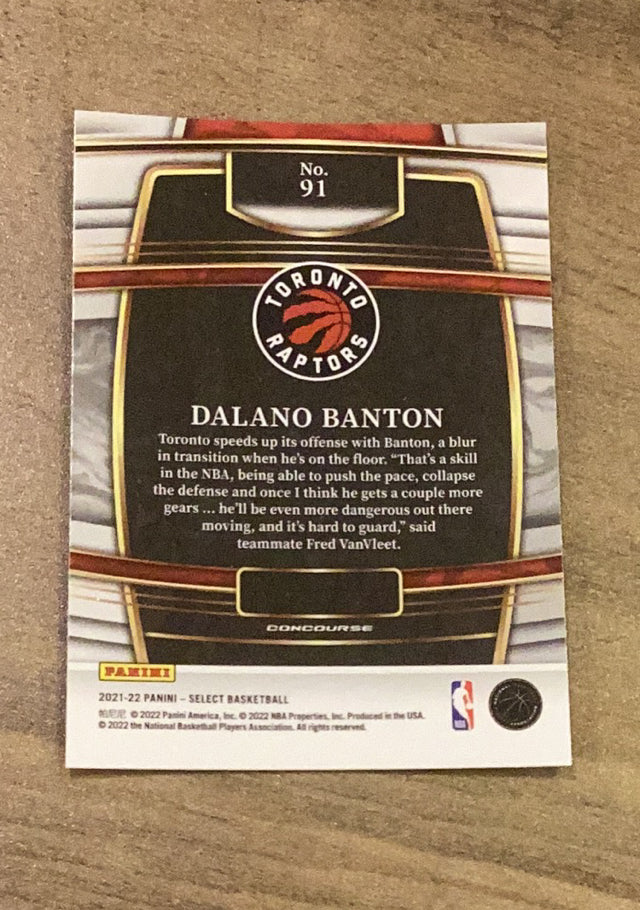 No.
91
TORONTO
RAPTORS
DALANO BANTON
Toronto speeds up its offense with Banton, a blur
in transition when he's on the floor. “That's a skill
in the NBA, being able to push the pace, collapse
the defense and once I think he gets a couple more
gears ... he'll be even more dangerous out there
moving, and it's hard to guard,” said
teammate Fred VanVleet.
CONCOURSE
PANINI
2021-22 PANINI – SELECT BASKETBALL
帕尼尼 © 2022 Panini America, Inc. © 2022 NBA Properties, Inc. Produced in the USA.
© 2022 the National Basketball Players Association. All rights reserved.
NBA